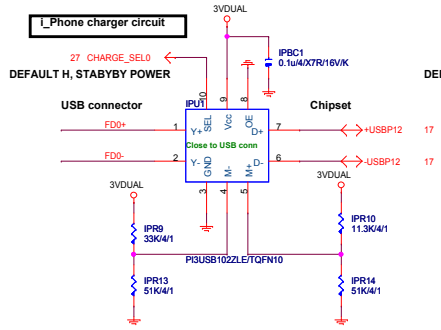 i_Phone charger circuit
3VDUAL
27 CHARGE_SEL0
IPBC1
0.1u/4/X7R/16V/K
DEFAULT H, STABYBY POWER
DE
USB connector
IPU1
Chipset
10
9
8
SEL
Vcc
OE
FD0+
1
Y+
D+
7
+USBP12
17
Close to USB conn
FD0-
2
Y-
D-
6
-USBP12
17
GND
M-
M+
3
4
5
3VDUAL
3VDUAL
IPR9
33K/4/1
IPR10
11.3K/4/1
PI3USB102ZLE/TQFN10
IPR13
51K/4/1
IPR14
51K/4/1